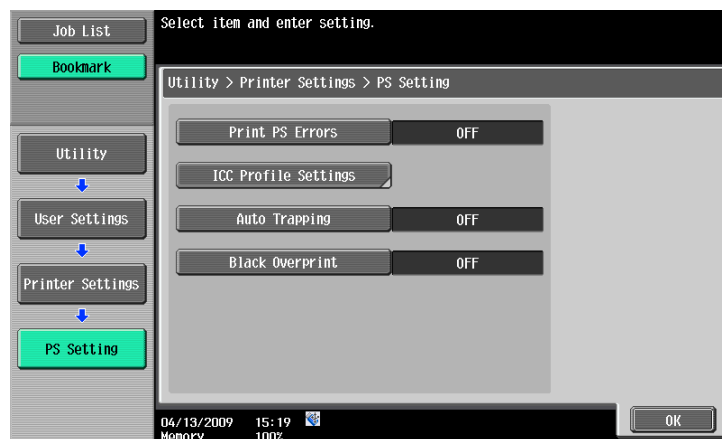 Job List
Select item and enter setting.
Bookmark
Utility > Printer Settings > PS Setting
Print PS Errors OFF
Utility
ICC Profile Settings
User Settings
Auto Trapping OFF
Black Overprint OFF
Printer Settings
PS Setting
04/13/2009 15:19
OK
Memory 100%